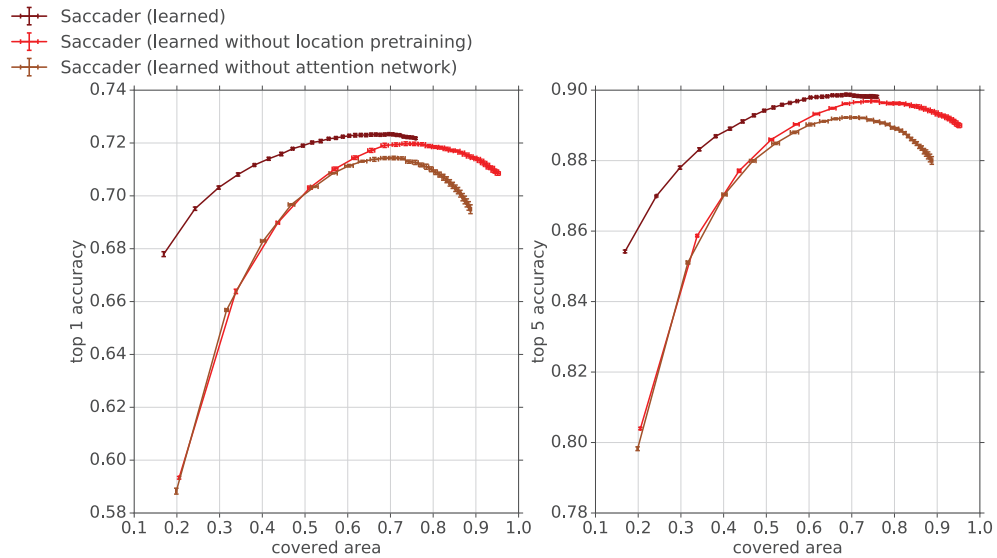 Saccader (learned)
Saccader (learned without location pretraining)
Saccader (learned without attention network)
0.74
0.72
0.70
0.68
0.66
0.64
0.62
0.60
0.58
top 1 accuracy
0.1 0.2 0.3 0.4 0.5 0.6 0.7 0.8 0.9 1.0
covered area
0.90
0.88
0.86
0.84
0.82
0.80
0.78
top 5 accuracy
0.1 0.2 0.3 0.4 0.5 0.6 0.7 0.8 0.9 1.0
covered area